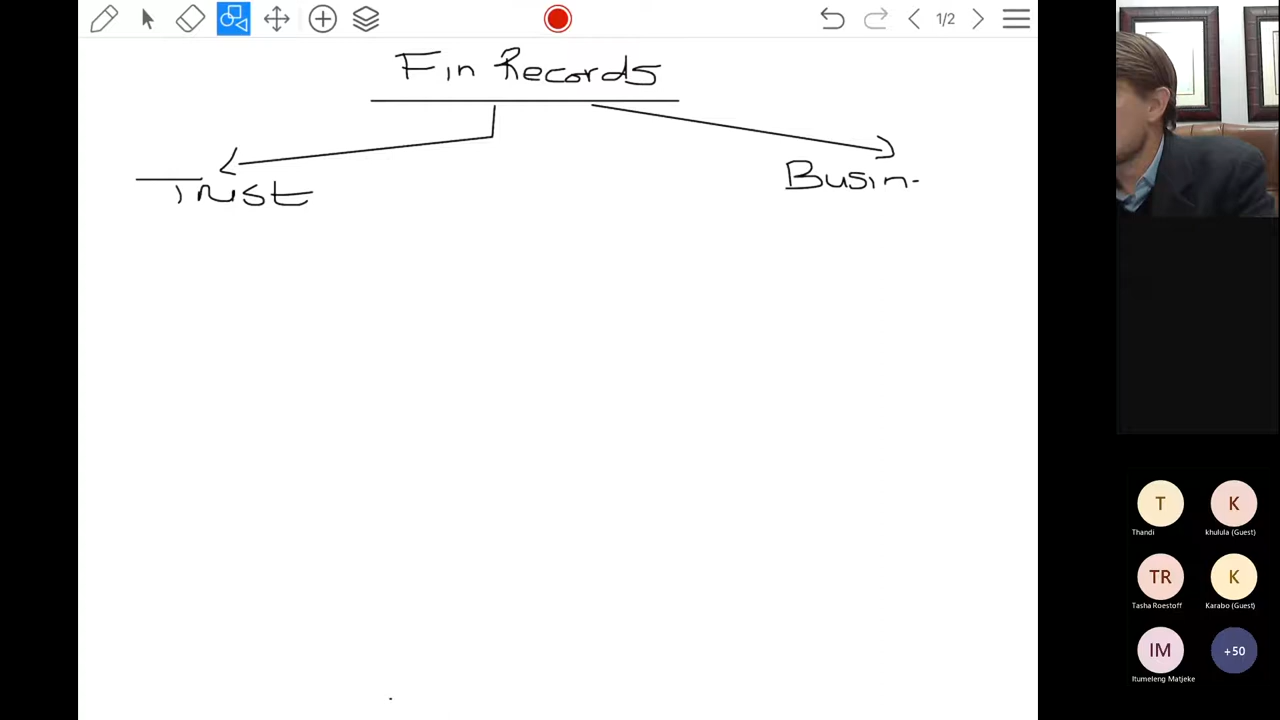 1/2
Fin Records
Trust
Busin.
T
K
Thandi
khulula (Guest)
TR
K
Tasha Roestoff
Karabo (Guest)
IM
+50
Itumeleng Matjeke